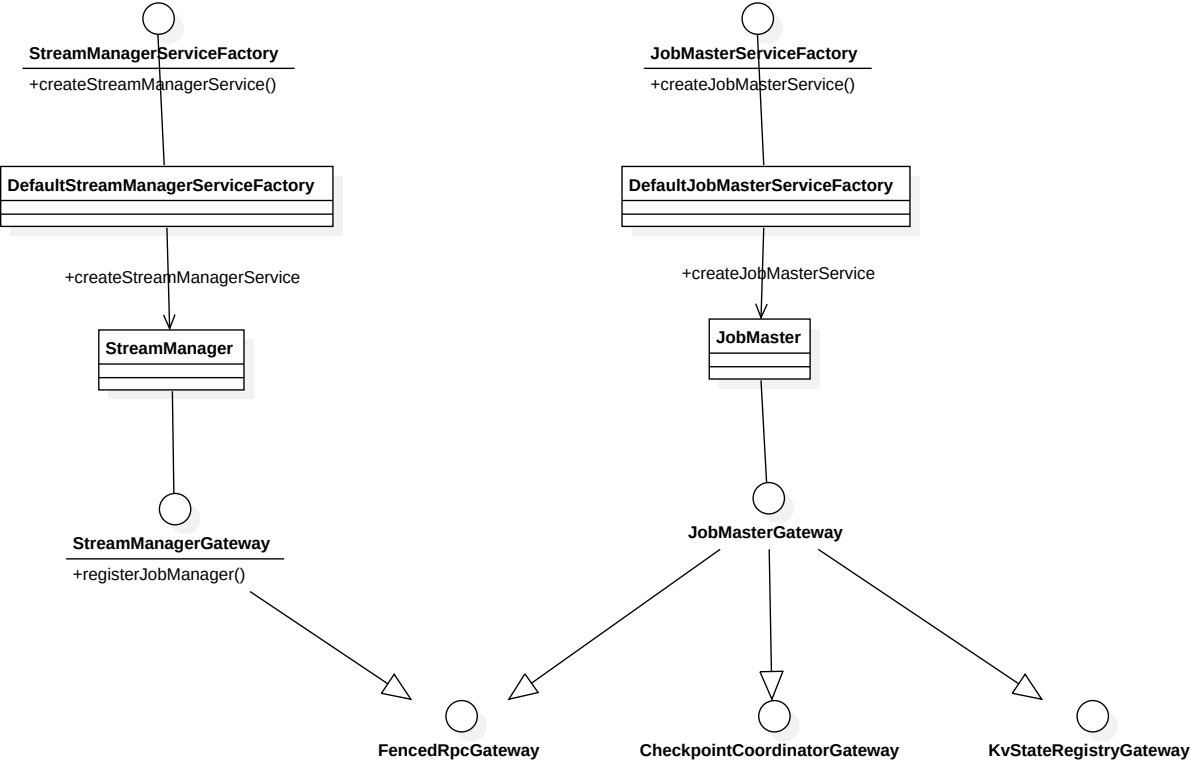 StreamManagerServiceFactory
+createStreamManagerService()
JobMasterServiceFactory
+createJobMasterService()
DefaultStreamManagerServiceFactory
DefaultJobMasterServiceFactory
+createStreamManagerService
+createJobMasterService
StreamManager
JobMaster
StreamManagerGateway
+registerJobManager()
JobMasterGateway
FencedRpcGateway
CheckpointCoordinatorGateway
KvStateRegistryGateway